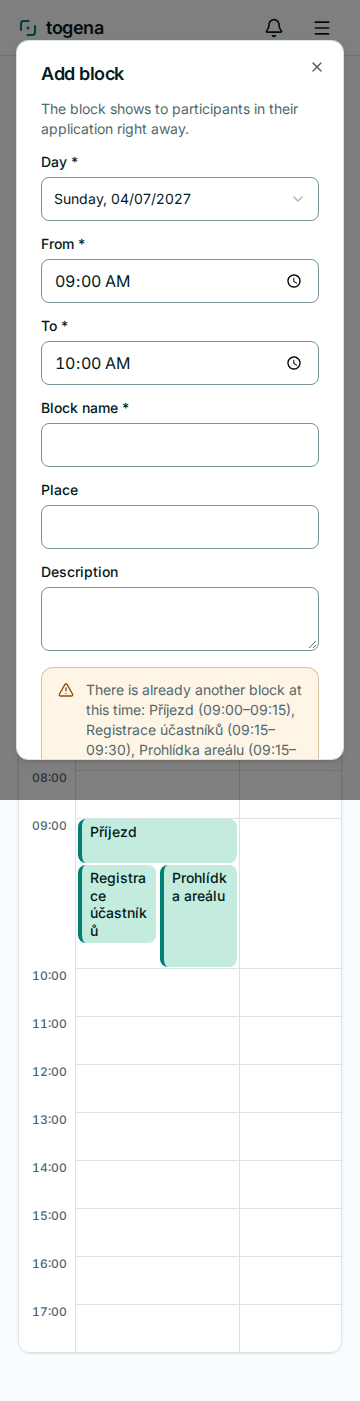 togena
Add block
The block shows to participants in their
application right away.
Day *
Sunday, 04/07/2027
From *
09:00 AM
To *
10:00 AM
Block name *
Place
Description
There is already another block at
this time: Příjezd (09:00–09:15),
Registrace účastníků (09:15–
09:30), Prohlídka areálu (09:15–
08:00
09:00
Příjezd
Registra
ce
účastník
ů
Prohlídk
a areálu
10:00
11:00
12:00
13:00
14:00
15:00
16:00
17:00